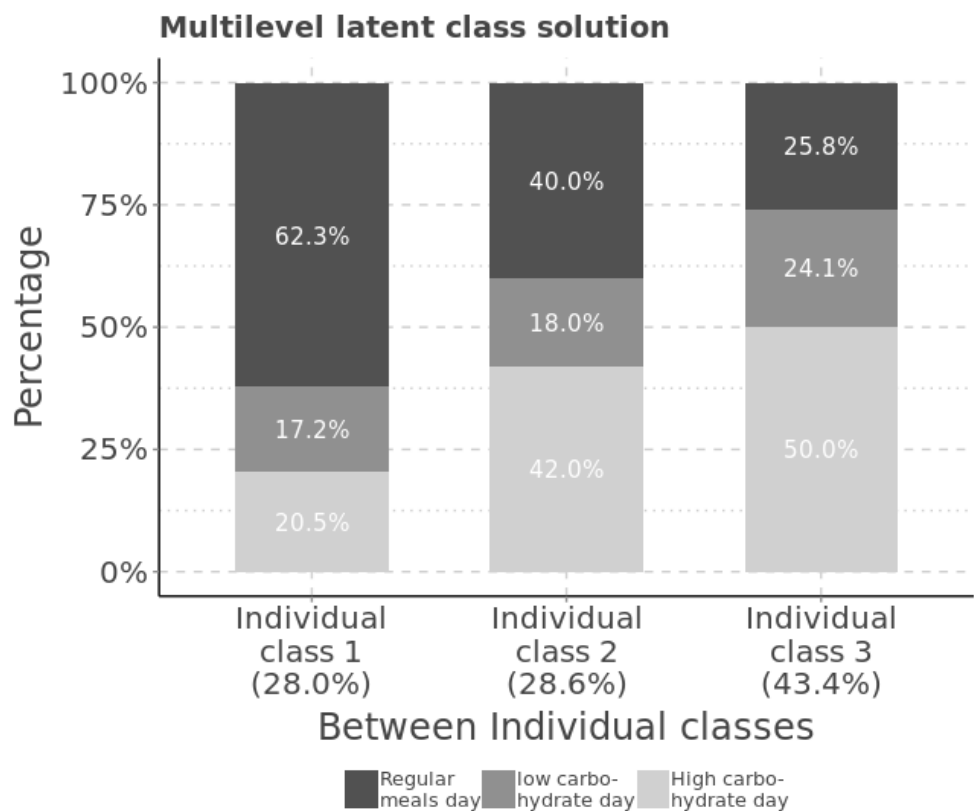 Multilevel latent class solution
100%
75%
50%
25%
0%
Percentage
62.3%
17.2%
20.5%
40.0%
18.0%
42.0%
25.8%
24.1%
50.0%
Individual
class 1
(28.0%)
Individual
class 2
(28.6%)
Individual
class 3
(43.4%)
Between Individual classes
Regular
meals day
low carbo-
hydrate day
High carbo-
hydrate day